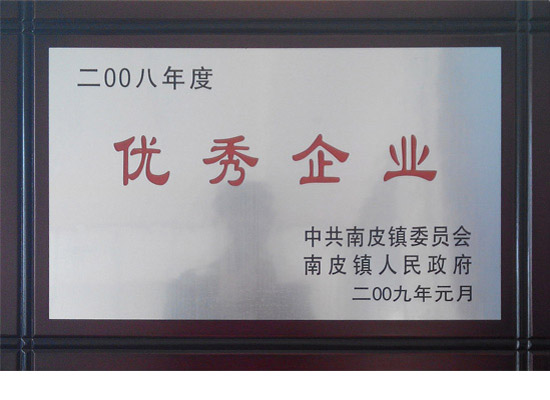 二00八年度
优秀企业
中共南皮镇委员会
南皮镇人民政府
二00九年元月